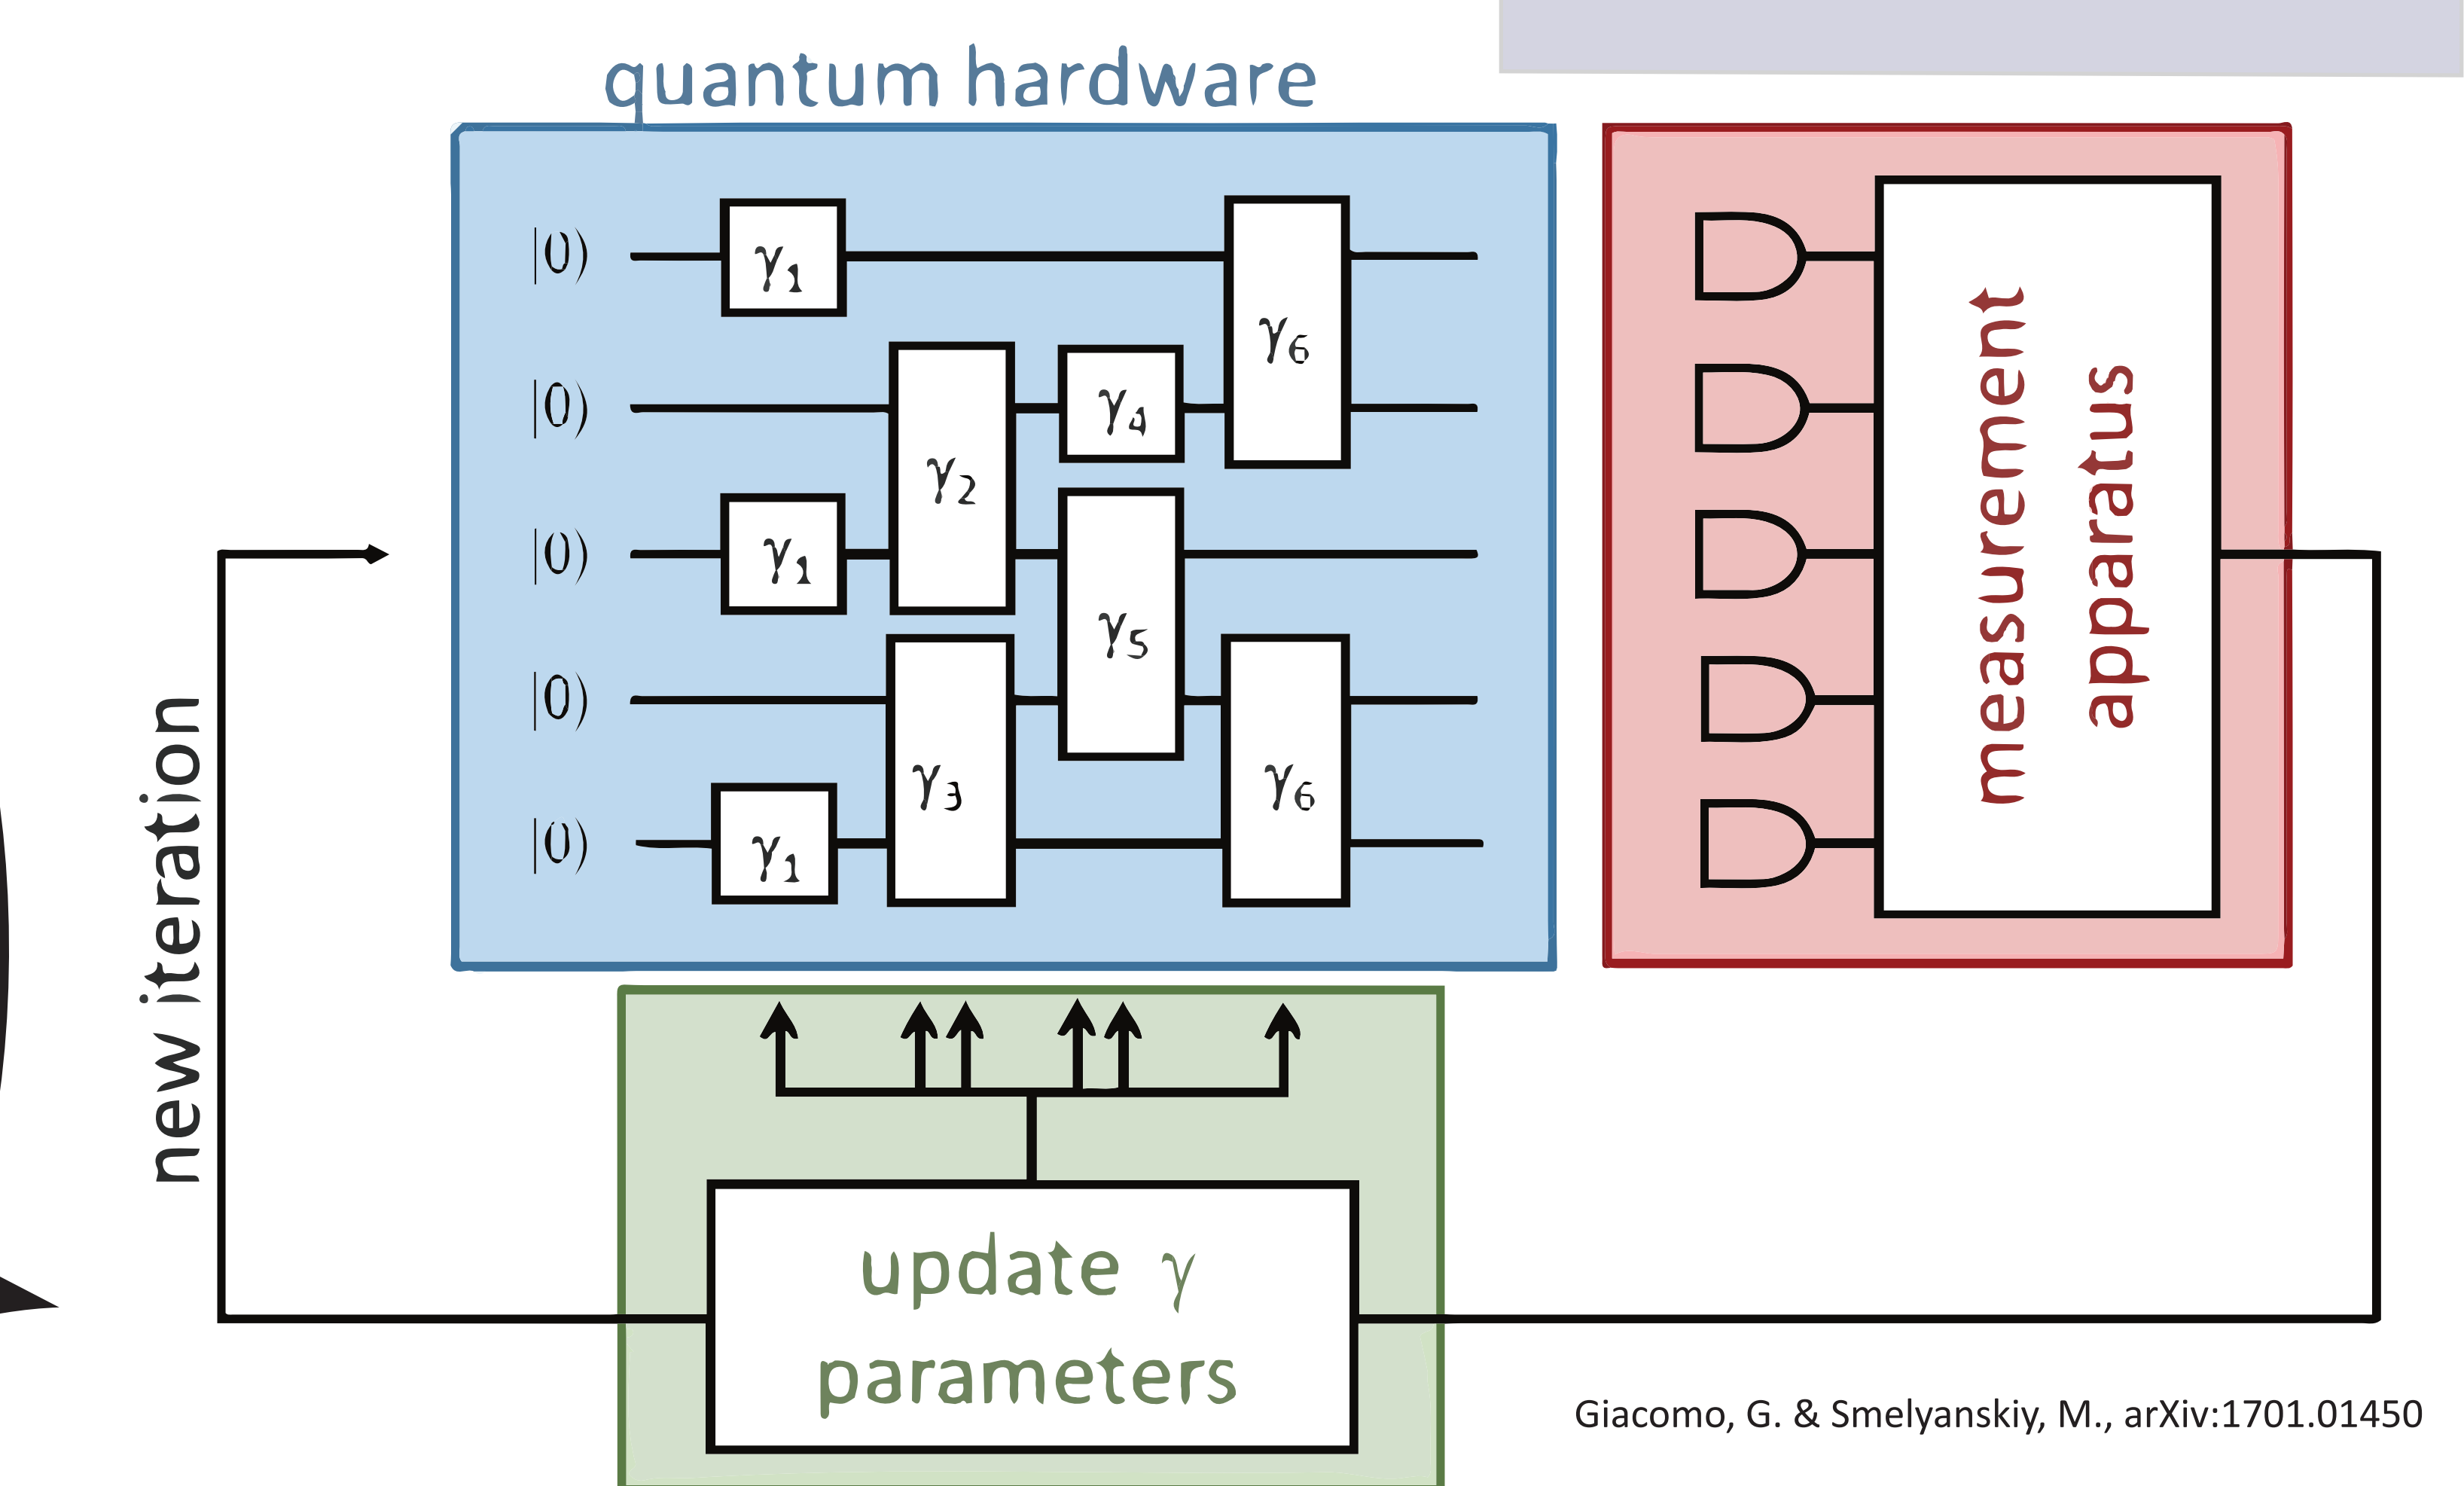 quantum hardware
|0⟩
γ1
γ6
|0⟩
γ2
γ4
|0⟩
γ1
γ5
|0⟩
γ3
γ6
|0⟩
γ1
measurement
apparatus
new iteration
update γ
parameters
Giacomo, G. & Smelyanskiy, M., arXiv:1701.01450